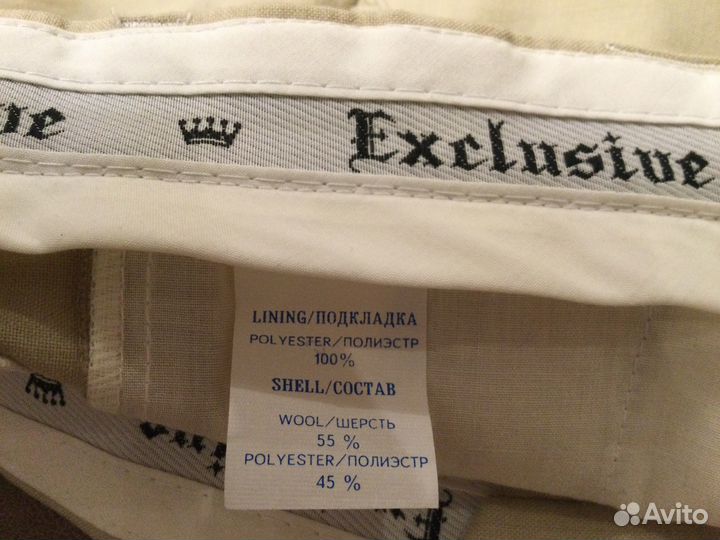 Exclusive
LINING/ПОДКЛАДКА
POLYESTER/ПОЛИЭСТР
100%
SHELL/СОСТАВ
WOOL/ШЕРСТЬ
55 %
POLYESTER/ПОЛИЭСТР
45 %
Avito